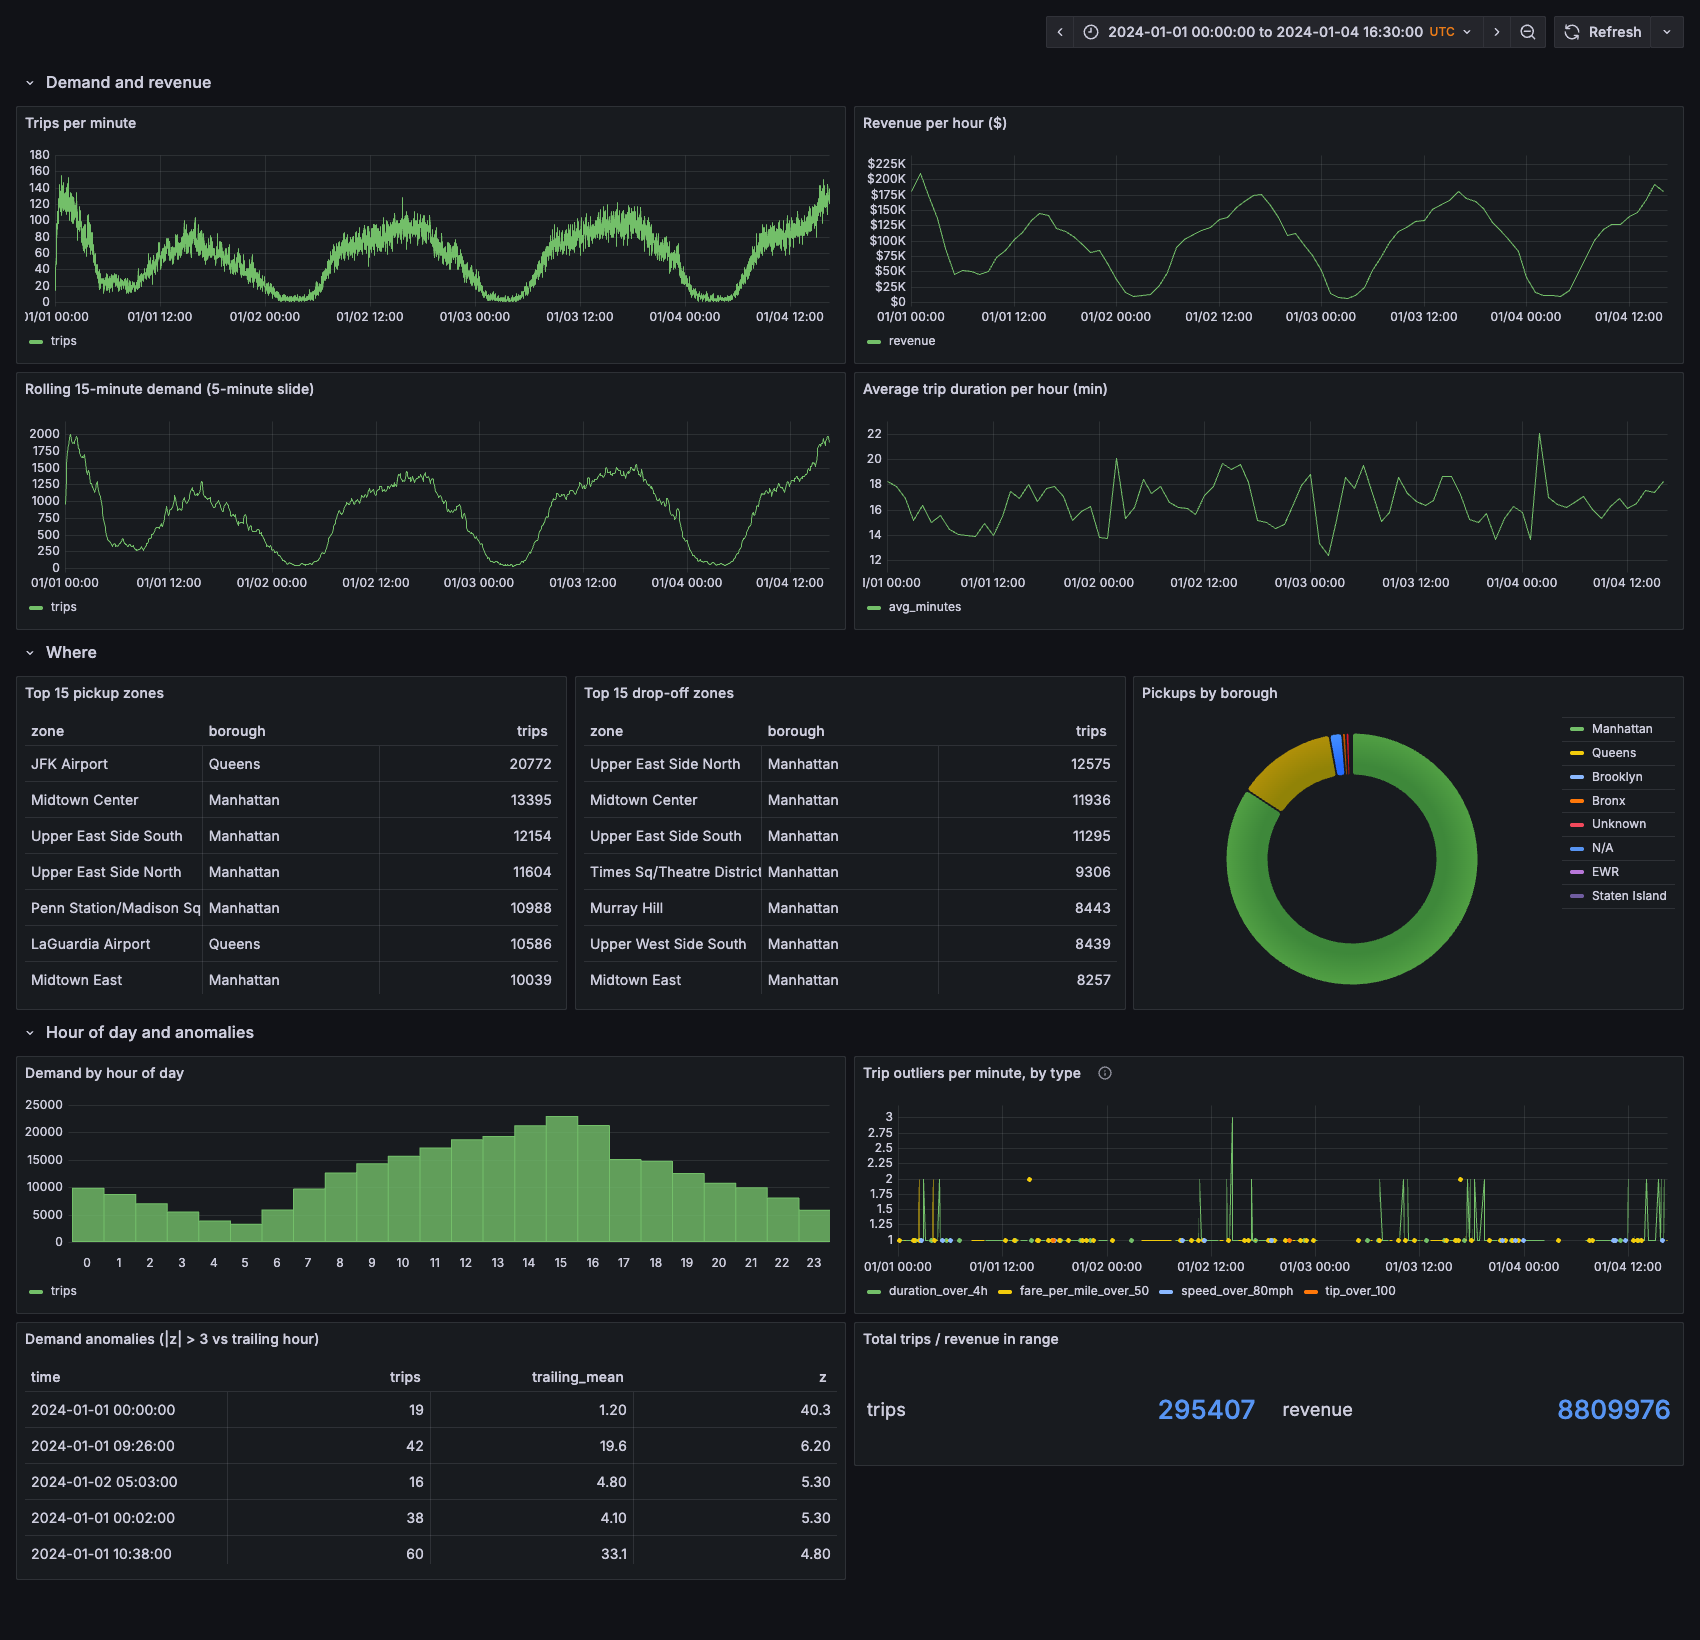 2024-01-01 00:00:00 to 2024-01-04 16:30:00 UTC
Refresh
Demand and revenue
Trips per minute
180
160
140
120
100
80
60
40
20
0
1/01 00:00 01/01 12:00 01/02 00:00 01/02 12:00 01/03 00:00 01/03 12:00 01/04 00:00 01/04 12:00
trips
Revenue per hour ($)
$225K
$200K
$175K
$150K
$125K
$100K
$75K
$50K
$25K
$0
01/01 00:00 01/01 12:00 01/02 00:00 01/02 12:00 01/03 00:00 01/03 12:00 01/04 00:00 01/04 12:00
revenue
Rolling 15-minute demand (5-minute slide)
2000
1750
1500
1250
1000
750
500
250
0
01/01 00:00 01/01 12:00 01/02 00:00 01/02 12:00 01/03 00:00 01/03 12:00 01/04 00:00 01/04 12:00
trips
Average trip duration per hour (min)
22
20
18
16
14
12
/01 00:00 01/01 12:00 01/02 00:00 01/02 12:00 01/03 00:00 01/03 12:00 01/04 00:00 01/04 12:00
avg_minutes
Where
Top 15 pickup zones
zone borough trips
JFK Airport Queens 20772
Midtown Center Manhattan 13395
Upper East Side South Manhattan 12154
Upper East Side North Manhattan 11604
Penn Station/Madison Sq Manhattan 10988
LaGuardia Airport Queens 10586
Midtown East Manhattan 10039
Top 15 drop-off zones
zone borough trips
Upper East Side North Manhattan 12575
Midtown Center Manhattan 11936
Upper East Side South Manhattan 11295
Times Sq/Theatre District Manhattan 9306
Murray Hill Manhattan 8443
Upper West Side South Manhattan 8439
Midtown East Manhattan 8257
Pickups by borough
Manhattan
Queens
Brooklyn
Bronx
Unknown
N/A
EWR
Staten Island
Hour of day and anomalies
Demand by hour of day
25000
20000
15000
10000
5000
0
0 1 2 3 4 5 6 7 8 9 10 11 12 13 14 15 16 17 18 19 20 21 22 23
trips
Trip outliers per minute, by type
3
2.75
2.5
2.25
2
1.75
1.5
1.25
1
01/01 00:00 01/01 12:00 01/02 00:00 01/02 12:00 01/03 00:00 01/03 12:00 01/04 00:00 01/04 12:00
duration_over_4h fare_per_mile_over_50 speed_over_80mph tip_over_100
Demand anomalies (|z| > 3 vs trailing hour)
time trips trailing_mean z
2024-01-01 00:00:00 19 1.20 40.3
2024-01-01 09:26:00 42 19.6 6.20
2024-01-02 05:03:00 16 4.80 5.30
2024-01-01 00:02:00 38 4.10 5.30
2024-01-01 10:38:00 60 33.1 4.80
Total trips / revenue in range
trips 295407 revenue 8809976